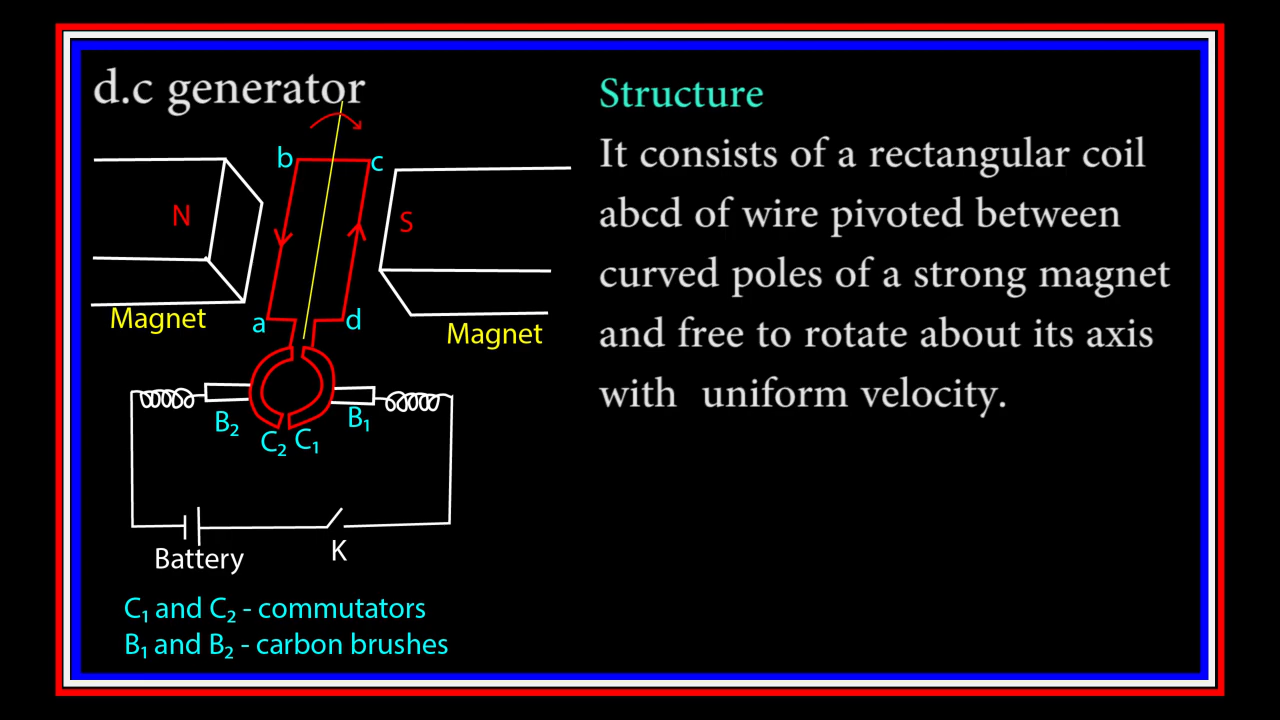 d.c generator
b
c
N
S
Magnet
a
d
Magnet
B₂
B₁
C₂ C₁
Battery
K
C₁ and C₂ - commutators
B₁ and B₂ - carbon brushes
Structure
It consists of a rectangular coil
abcd of wire pivoted between
curved poles of a strong magnet
and free to rotate about its axis
with uniform velocity.